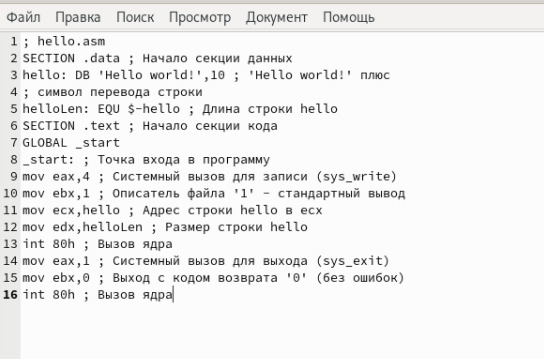 Файл Правка Поиск Просмотр Документ Помощь
1 ; hello.asm
2 SECTION .data ; Начало секции данных
3 hello: DB 'Hello world!',10 ; 'Hello world!' плюс
4 ; символ перевода строки
5 helloLen: EQU $-hello ; Длина строки hello
6 SECTION .text ; Начало секции кода
7 GLOBAL _start
8 _start: ; Точка входа в программу
9 mov eax,4 ; Системный вызов для записи (sys_write)
10 mov ebx,1 ; Описатель файла '1' - стандартный вывод
11 mov ecx,hello ; Адрес строки hello в ecx
12 mov edx,helloLen ; Размер строки hello
13 int 80h ; Вызов ядра
14 mov eax,1 ; Системный вызов для выхода (sys_exit)
15 mov ebx,0 ; Выход с кодом возврата '0' (без ошибок)
16 int 80h ; Вызов ядра